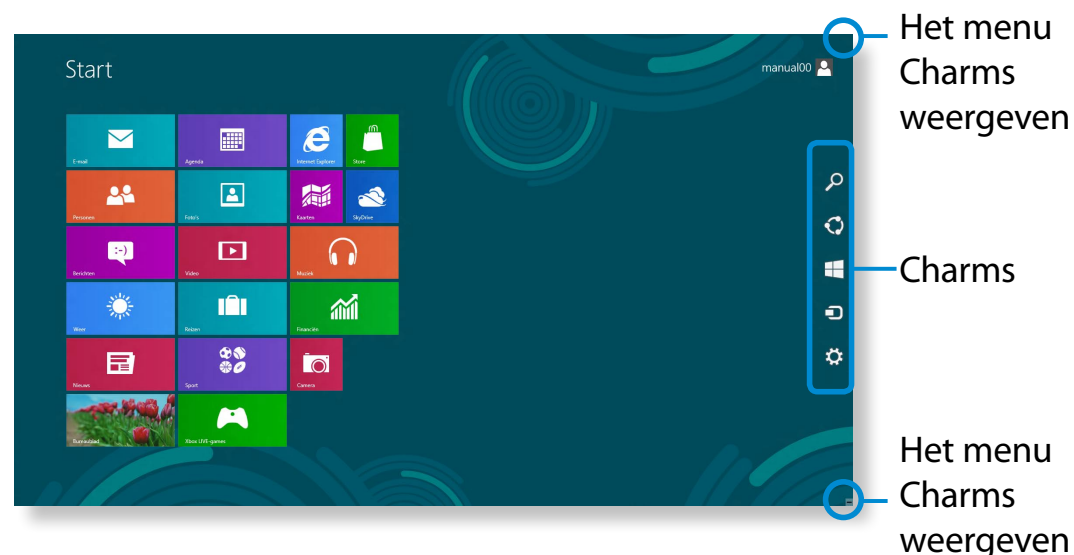 Start
manual00
E-mail
Agenda
Internet Explorer
Store
Personen
Foto's
Kaarten
SkyDrive
Berichten
Video
Muziek
Weer
Reizen
Financiën
Nieuws
Sport
Camera
Bureaublad
Xbox LIVE-games
Het menu
Charms
weergeven
Charms
Het menu
Charms
weergeven